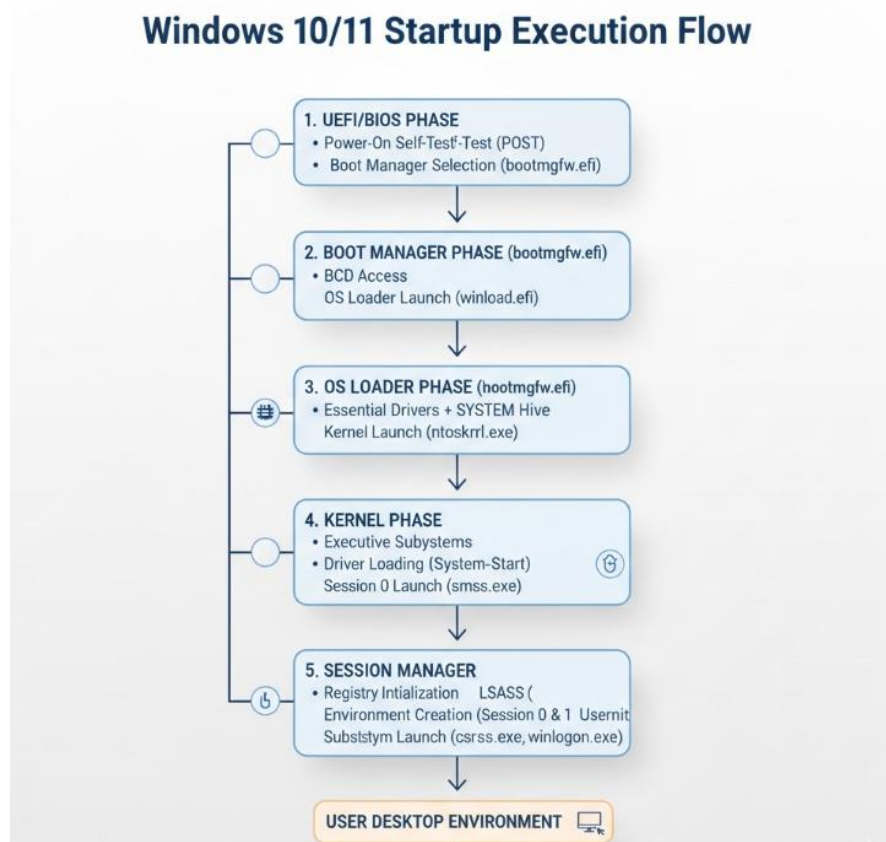 Windows 10/11 Startup Execution Flow
1. UEFI/BIOS PHASE
• Power-On Self-Test-Test (POST)
• Boot Manager Selection (bootmgfw.efi)
2. BOOT MANAGER PHASE (bootmgfw.efi)
• BCD Access
OS Loader Launch (winload.efi)
3. OS LOADER PHASE (hootmgfw.efi)
• Essential Drivers + SYSTEM Hive
Kernel Launch (ntoskrrl.exe)
4. KERNEL PHASE
• Executive Subystems
• Driver Loading (System-Start)
Session 0 Launch (smss.exe)
5. SESSION MANAGER
• Registry Intialization LSASS (
Environment Creation (Session 0 & 1 Usernit
Subststym Launch (csrss.exe, winlogon.exe)
USER DESKTOP ENVIRONMENT